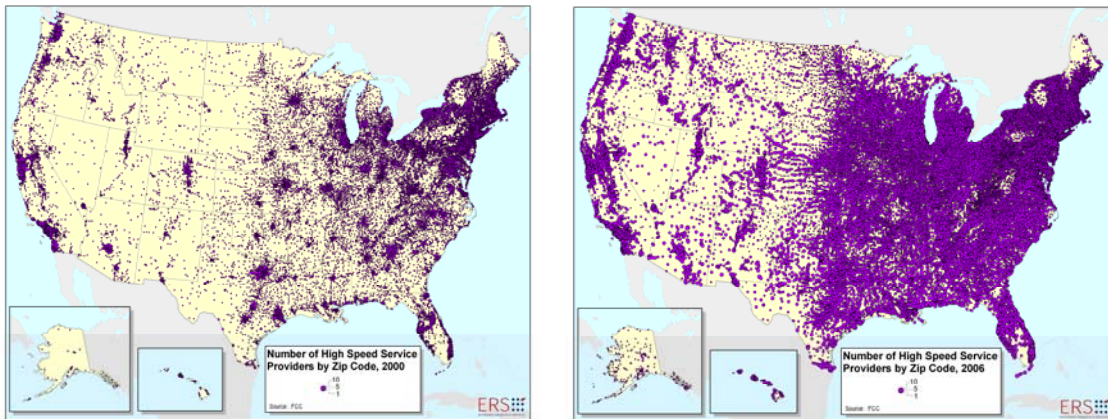 Number of High Speed Service
Providers by Zip Code, 2000
10
5
1
Source: FCC
ERS
Number of High Speed Service
Providers by Zip Code, 2006
10
5
1
Source: FCC
ERS